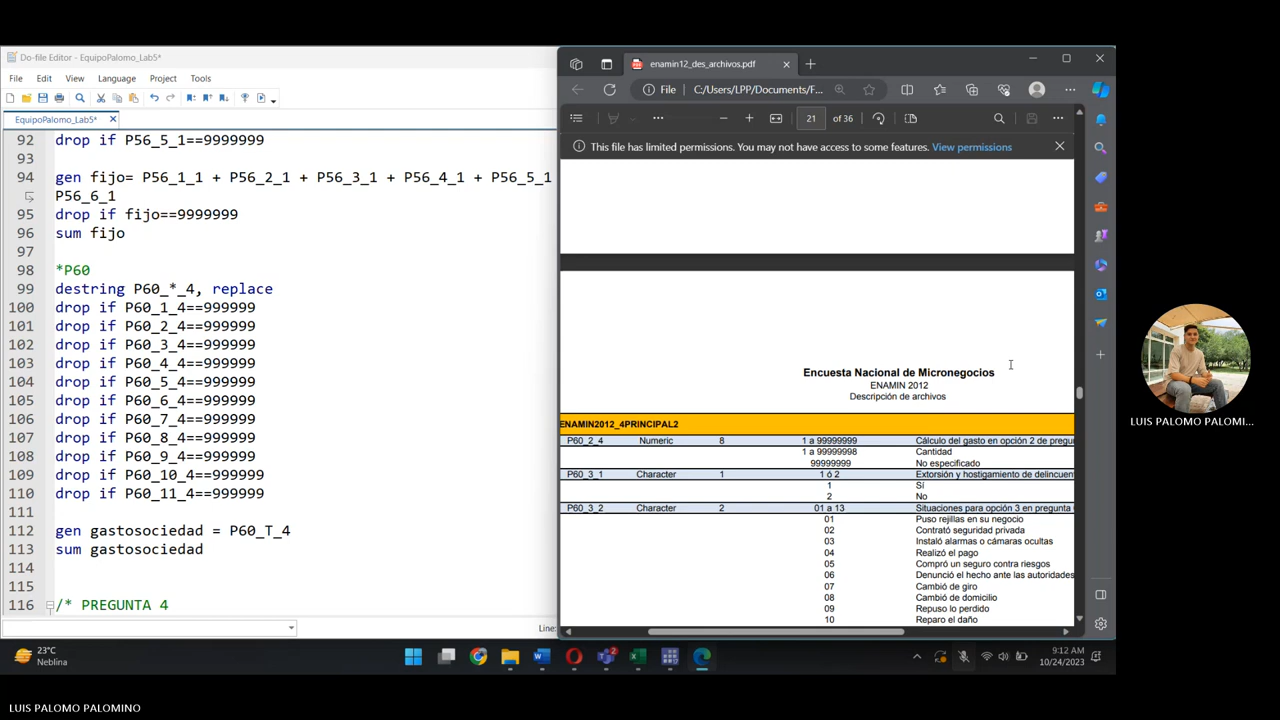 Do-file Editor - EquipoPalomo_Lab5*
File Edit View Language Project Tools
EquipoPalomo_Lab5*
92 drop if P56_5_1==9999999
93
94 gen fijo= P56_1_1 + P56_2_1 + P56_3_1 + P56_4_1 + P56_5_1
P56_6_1
95 drop if fijo==9999999
96 sum fijo
97
98 *P60
99 destring P60_*_4, replace
100 drop if P60_1_4==999999
101 drop if P60_2_4==999999
102 drop if P60_3_4==999999
103 drop if P60_4_4==999999
104 drop if P60_5_4==999999
105 drop if P60_6_4==999999
106 drop if P60_7_4==999999
107 drop if P60_8_4==999999
108 drop if P60_9_4==999999
109 drop if P60_10_4==999999
110 drop if P60_11_4==999999
111
112 gen gastosociedad = P60_T_4
113 sum gastosociedad
114
115
116 /* PREGUNTA 4
Line:
enamin12_des_archivos.pdf
File C:/Users/LPP/Documents/F...
21 of 36
This file has limited permissions. You may not have access to some features. View permissions
Encuesta Nacional de Micronegocios
ENAMIN 2012
Descripción de archivos
ENAMIN2012_4PRINCIPAL2
P60_2_4 Numeric 8 1 a 99999999 Cálculo del gasto en opción 2 de pregu
1 a 99999998 Cantidad
99999999 No especificado
P60_3_1 Character 1 1 ó 2 Extorsión y hostigamiento de delincuen
1 Sí
2 No
P60_3_2 Character 2 01 a 13 Situaciones para opción 3 en pregunta
01 Puso rejillas en su negocio
02 Contrató seguridad privada
03 Instaló alarmas o cámaras ocultas
04 Realizó el pago
05 Compró un seguro contra riesgos
06 Denunció el hecho ante las autoridades
07 Cambió de giro
08 Cambió de domicilio
09 Repuso lo perdido
10 Reparo el daño
LUIS PALOMO PALOMI...
23°C
Neblina
2
9:12 AM
10/24/2023
LUIS PALOMO PALOMINO